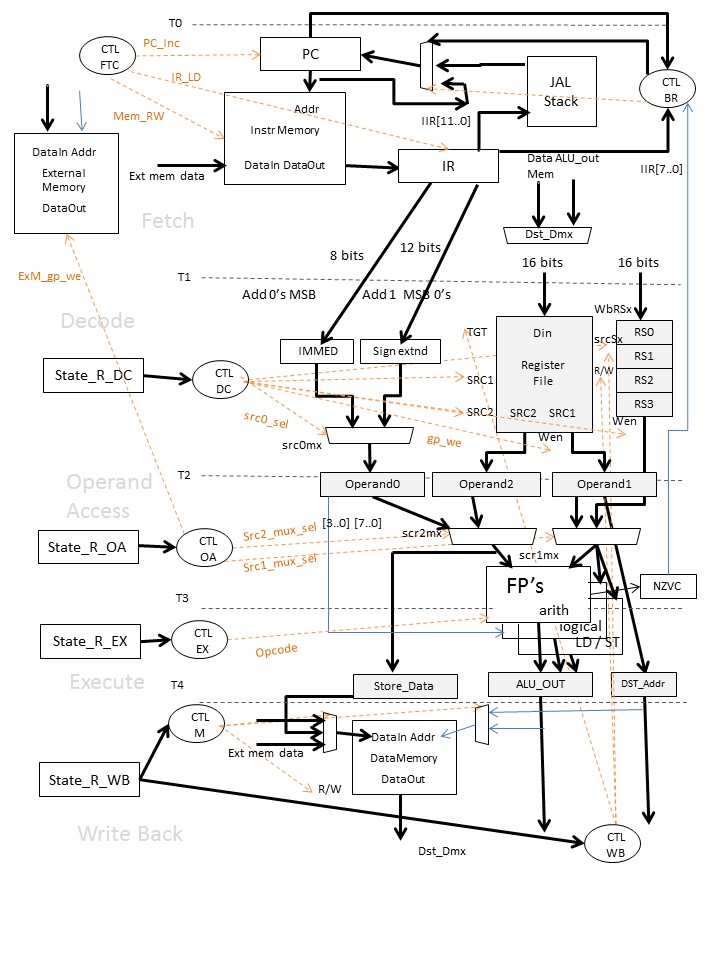 T0
PC_Inc
CTL
FTC
PC
IR_LD
JAL
Stack
CTL
BR
Mem_RW
Addr
Instr Memory
DataIn DataOut
IIR[11..0]
DataIn Addr
External
Memory
DataOut
Ext mem data
IR
Data ALU_out
Mem
IIR[7..0]
Fetch
Dst_Dmx
8 bits
12 bits
16 bits
16 bits
ExM_gp_we
T1
Add 0's MSB
Add 1 MSB 0's
WbRSx
Decode
TGT
Din
srcSx
RS0
IMMED
Sign extnd
Register
File
RS1
State_R_DC
CTL
DC
SRC1
R/W
RS2
src0_sel
SRC2
SRC2 SRC1
RS3
src0mx
gp_we
Wen
Wen
T2
Operand
Access
Operand0
Operand2
Operand1
[3..0] [7..0]
Src2_mux_sel
scr2mx
State_R_OA
CTL
OA
Src1_mux_sel
scr1mx
FP's
NZVC
T3
arith
logical
LD / ST
State_R_EX
CTL
EX
Opcode
Execute
T4
Store_Data
ALU_OUT
DST_Addr
CTL
M
Ext mem data
DataIn Addr
DataMemory
DataOut
State_R_WB
R/W
Write Back
Dst_Dmx
CTL
WB